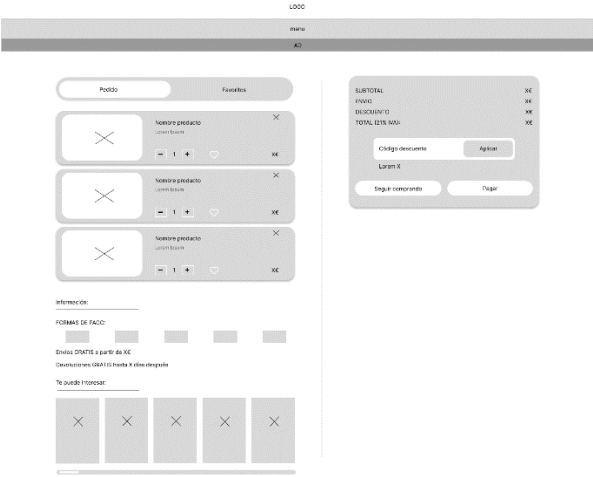 LOGO
menu
AD
Pedido Favoritos
Nombre producto
Lorem Ipsum
1
X€
Nombre producto
Lorem Ipsum
1
X€
Nombre producto
Lorem Ipsum
1
X€
Información:
FORMAS DE PAGO:
Envíos GRATIS a partir de X€
Devoluciones GRATIS hasta X días después
Te puede interesar:
SUBTOTAL X€
ENVIO X€
DESCUENTO X€
TOTAL (21% IVA): X€
Código descuento Aplicar
Lorem X
Seguir comprando Pagar